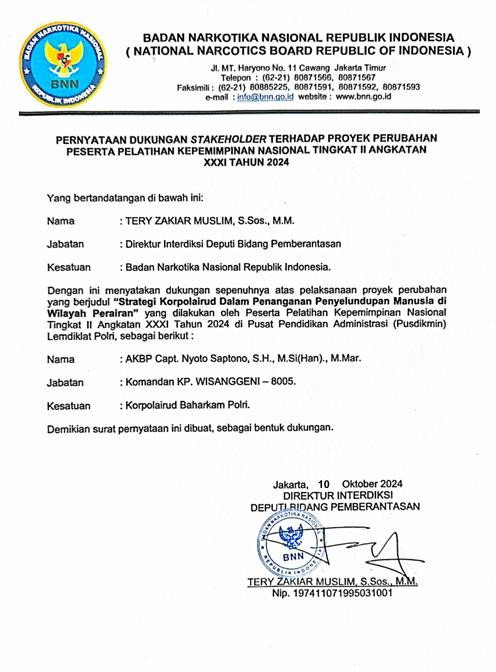 BADAN NARKOTIKA NASIONAL
BNN
REPUBLIK INDONESIA
BADAN NARKOTIKA NASIONAL REPUBLIK INDONESIA
( NATIONAL NARCOTICS BOARD REPUBLIC OF INDONESIA )
Jl. MT. Haryono No. 11 Cawang Jakarta Timur
Telepon : (62-21) 80871566, 80871567
Faksimili : (62-21) 80885225, 80871591, 80871592, 80871593
e-mail : info@bnn.go.id website : www.bnn.go.id
PERNYATAAN DUKUNGAN STAKEHOLDER TERHADAP PROYEK PERUBAHAN
PESERTA PELATIHAN KEPEMIMPINAN NASIONAL TINGKAT II ANGKATAN
XXXI TAHUN 2024
Yang bertandatangan di bawah ini:
Nama : TERY ZAKIAR MUSLIM, S.Sos., M.M.
Jabatan : Direktur Interdiksi Deputi Bidang Pemberantasan
Kesatuan : Badan Narkotika Nasional Republik Indonesia.
Dengan ini menyatakan dukungan sepenuhnya atas pelaksanaan proyek perubahan
yang berjudul “Strategi Korpolairud Dalam Penanganan Penyelundupan Manusia di
Wilayah Perairan” yang dilakukan oleh Peserta Pelatihan Kepemimpinan Nasional
Tingkat II Angkatan XXXI Tahun 2024 di Pusat Pendidikan Administrasi (Pusdikmin)
Lemdiklat Polri, sebagai berikut :
Nama : AKBP Capt. Nyoto Saptono, S.H., M.Si(Han)., M.Mar.
Jabatan : Komandan KP. WISANGGENI – 8005.
Kesatuan : Korpolairud Baharkam Polri.
Demikian surat pernyataan ini dibuat, sebagai bentuk dukungan.
Jakarta, 10 Oktober 2024
DIREKTUR INTERDIKSI
DEPUTI BIDANG PEMBERANTASAN
BADAN NARKOTIKA NASIONAL
BNN
REPUBLIK INDONESIA
TERY ZAKIAR MUSLIM, S.Sos., M.M.
Nip. 197411071995031001